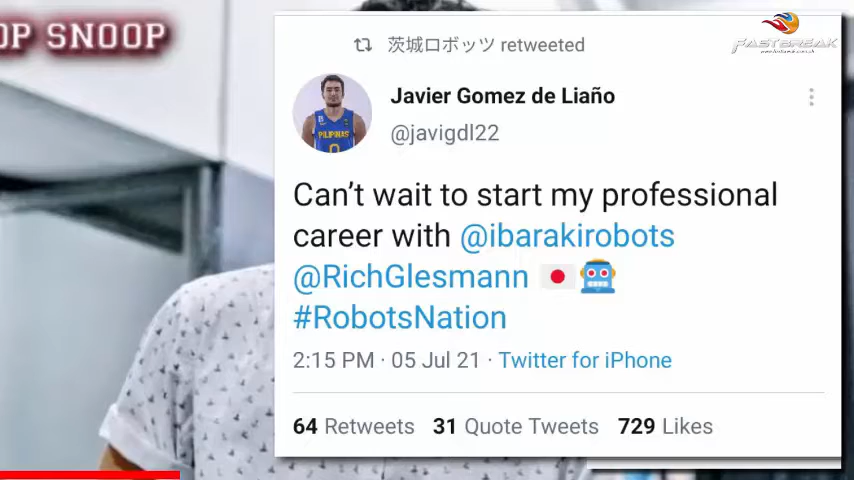 OP SNOOP
FASTBREAK
茨城ロボッツ retweeted
Javier Gomez de Liaño
@javigdl22
PILIPINAS
0
Can’t wait to start my professional
career with @ibarakirobots
@RichGlesmann 🇯🇵🤖
#RobotsNation
2:15 PM · 05 Jul 21 · Twitter for iPhone
64 Retweets 31 Quote Tweets 729 Likes